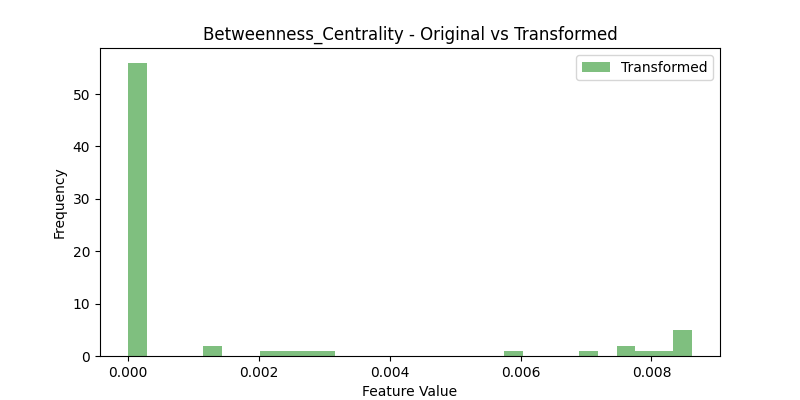 Betweenness_Centrality - Original vs Transformed
Transformed
Frequency
50
40
30
20
10
0
0.000
0.002
0.004
0.006
0.008
Feature Value